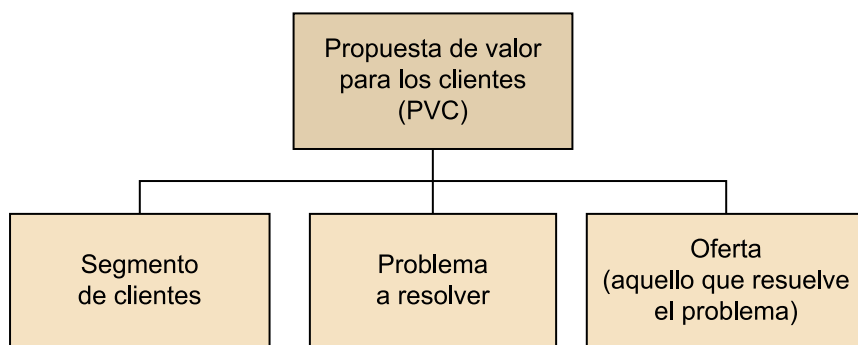 Propuesta de valor
para los clientes
(PVC)
Segmento
de clientes
Problema
a resolver
Oferta
(aquello que resuelve
el problema)